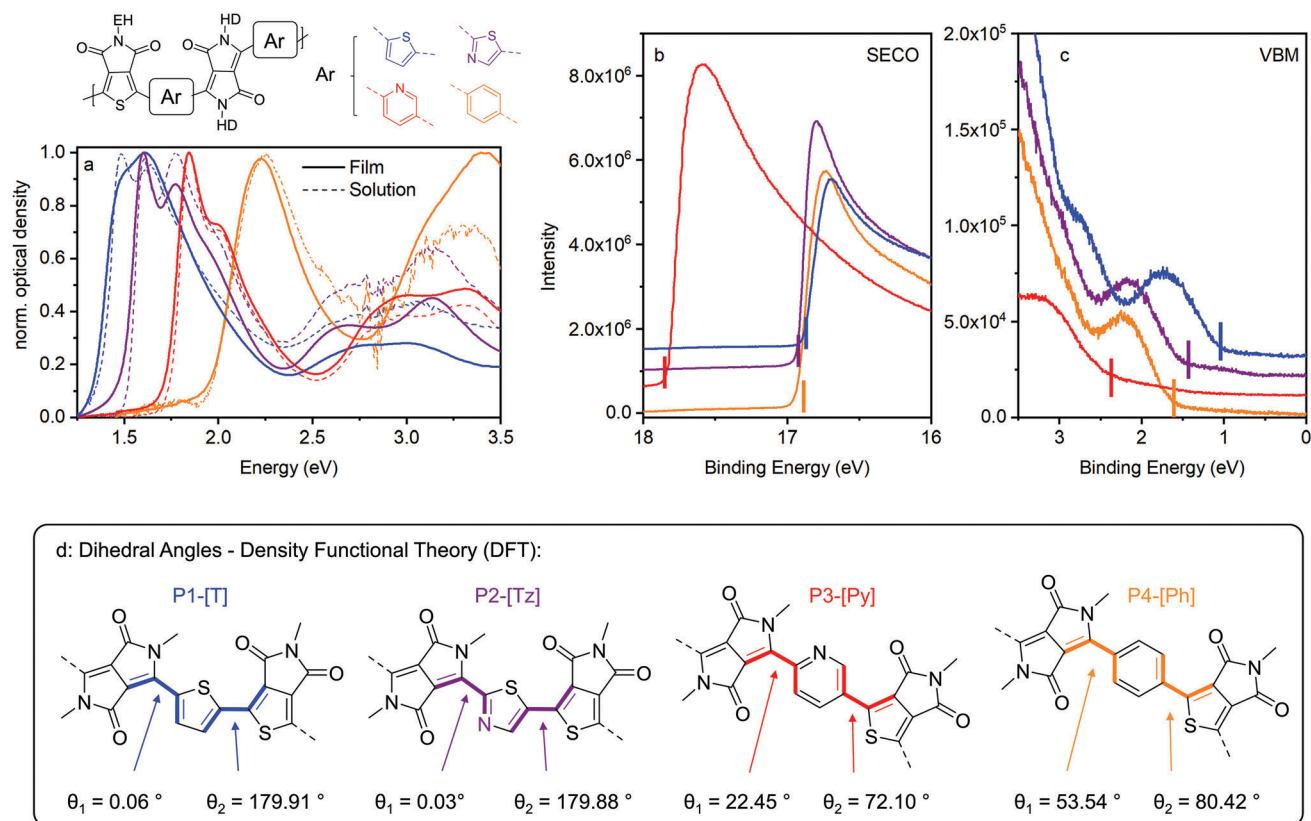 EH
HD
O
N
O
O
N
Ar
Ar
S
N
O
HD
Ar
S
S
N
N
a
Film
Solution
norm. optical density
1.0
0.8
0.6
0.4
0.2
0.0
1.5
2.0
2.5
3.0
3.5
Energy (eV)
b
SECO
Intensity
8.0x10⁶
6.0x10⁶
4.0x10⁶
2.0x10⁶
0.0
18
17
16
Binding Energy (eV)
c
VBM
2.0x10⁵
1.5x10⁵
1.0x10⁵
5.0x10⁴
0.0
3
2
1
0
Binding Energy (eV)
d: Dihedral Angles - Density Functional Theory (DFT):
P1-[T]
O
N
N
O
S
O
N
O
S
θ₁ = 0.06 °
θ₂ = 179.91 °
P2-[Tz]
O
N
N
O
S
N
O
N
O
S
θ₁ = 0.03°
θ₂ = 179.88 °
P3-[Py]
O
N
N
O
N
O
N
O
S
θ₁ = 22.45 °
θ₂ = 72.10 °
P4-[Ph]
O
N
N
O
O
N
O
S
θ₁ = 53.54 °
θ₂ = 80.42 °